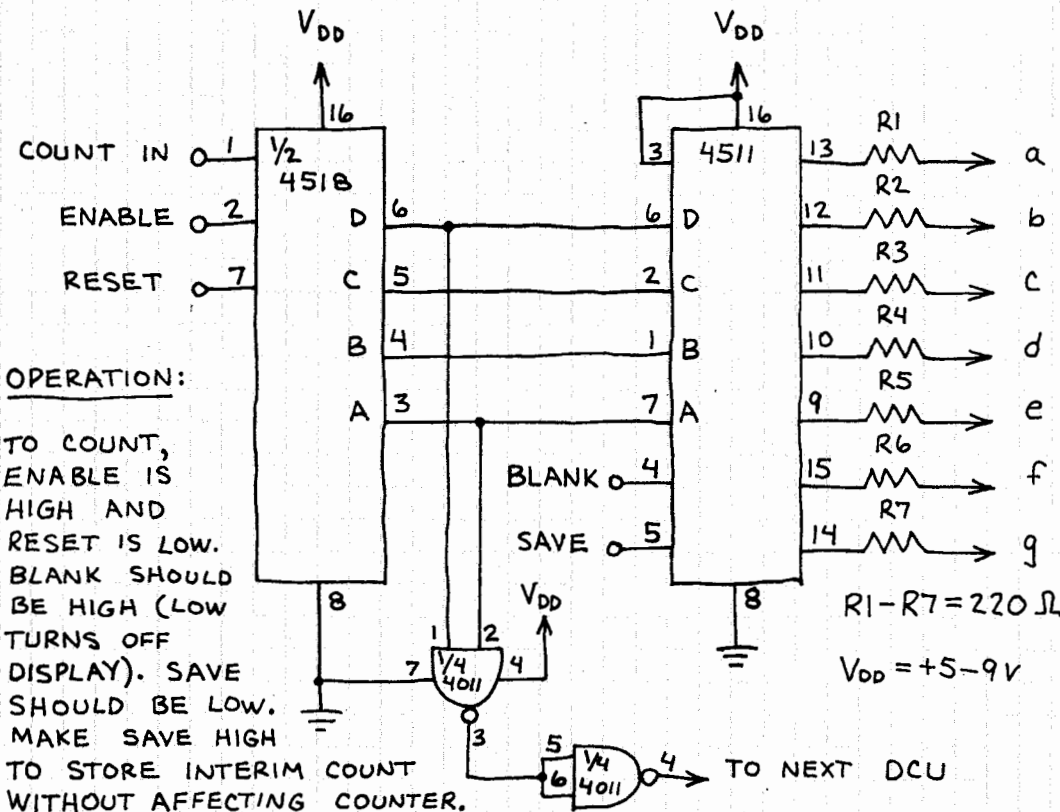 VDD
VDD
16
16
COUNT IN
1
1/2
4518
3
4511
13
R1
a
ENABLE
2
D
6
6
D
12
R2
b
RESET
7
C
5
2
C
11
R3
c
B
4
1
B
10
R4
d
A
3
7
A
9
R5
e
BLANK
4
15
R6
f
SAVE
5
14
R7
g
8
8
OPERATION:
TO COUNT,
ENABLE IS
HIGH AND
RESET IS LOW.
BLANK SHOULD
BE HIGH (LOW
TURNS OFF
DISPLAY). SAVE
SHOULD BE LOW.
MAKE SAVE HIGH
TO STORE INTERIM COUNT
WITHOUT AFFECTING COUNTER.
VDD
1
2
7
1/4
4011
4
3
5
6
1/4
4011
4
TO NEXT DCU
R1-R7=220Ω
VDD=+5-9V